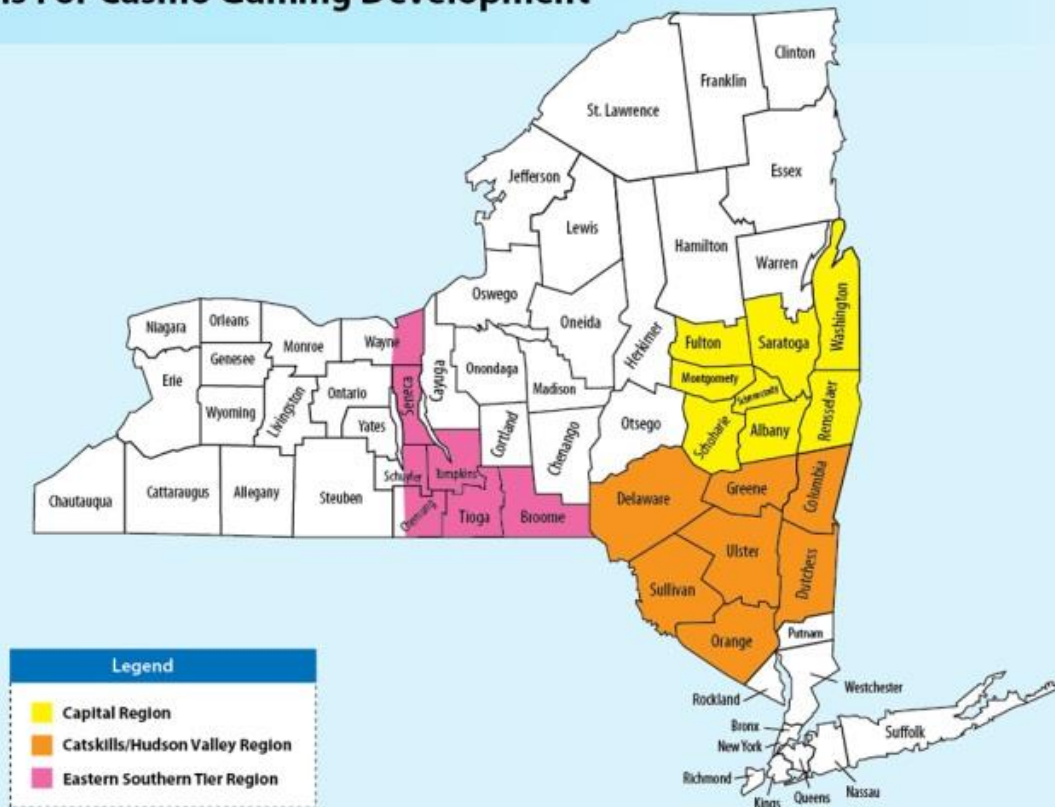 ns For Casino Gaming Development
Clinton
Franklin
St. Lawrence
Essex
Jefferson
Lewis
Hamilton
Warren
Washington
Oswego
Oneida
Herkimer
Fulton
Saratoga
Niagara
Orleans
Monroe
Wayne
Genesee
Erie
Ontario
Seneca
Cayuga
Onondaga
Madison
Montgomety
Schenectady
Rensselaer
Wyoming
Livingston
Yates
Cortland
Chenango
Otsego
Schoharie
Albany
Chautauqua
Cattaraugus
Allegany
Steuben
Schuyler
Tompkins
Chemung
Tioga
Broome
Delaware
Greene
Columbia
Ulster
Sullivan
Dutchess
Orange
Putnam
Rockland
Westchester
Bronx
New York
Suffolk
Richmond
Kings
Queens
Nassau
Legend
Capital Region
Catskills/Hudson Valley Region
Eastern Southern Tier Region